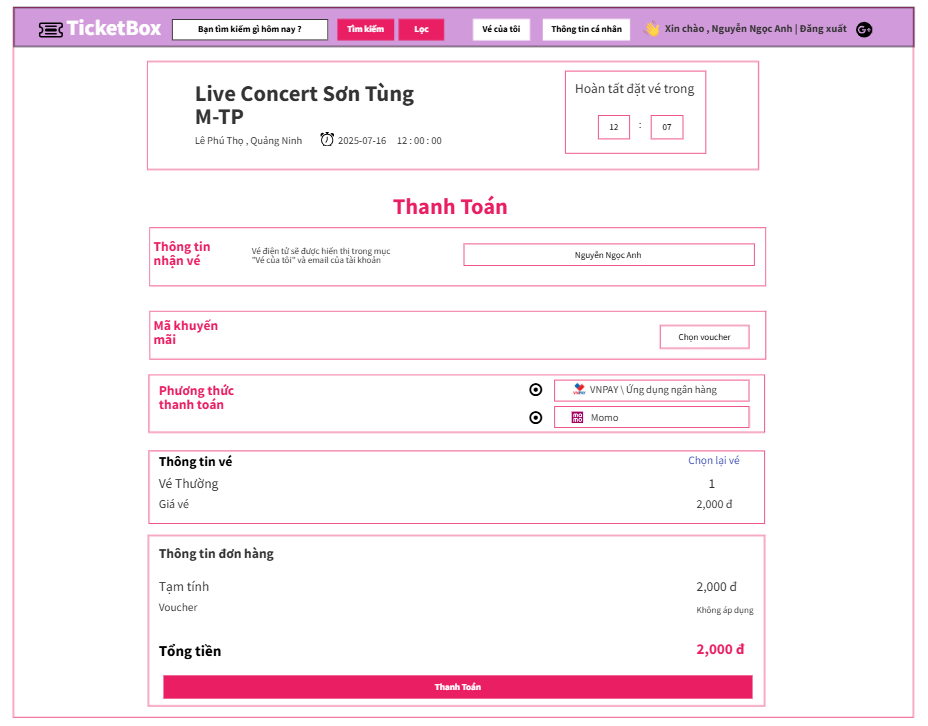 TicketBox
Bạn tìm kiếm gì hôm nay ?
Tìm kiếm
Lọc
Vé của tôi
Thông tin cá nhân
Xin chào , Nguyễn Ngọc Anh | Đăng xuất
G+
Live Concert Sơn Tùng
M-TP
Lê Phú Thọ , Quảng Ninh
2025-07-16 12 : 00 : 00
Hoàn tất đặt vé trong
12 : 07
Thanh Toán
Thông tin
nhận vé
Vé điện tử sẽ được hiển thị trong mục
"Vé của tôi" và email của tài khoản
Nguyễn Ngọc Anh
Mã khuyến
mãi
Chọn voucher
Phương thức
thanh toán
VNPAY \ Ứng dụng ngân hàng
mo
mo
Momo
Thông tin vé
Chọn lại vé
Vé Thường 1
Giá vé 2,000 đ
Thông tin đơn hàng
Tạm tính 2,000 đ
Voucher Không áp dụng
Tổng tiền 2,000 đ
Thanh Toán